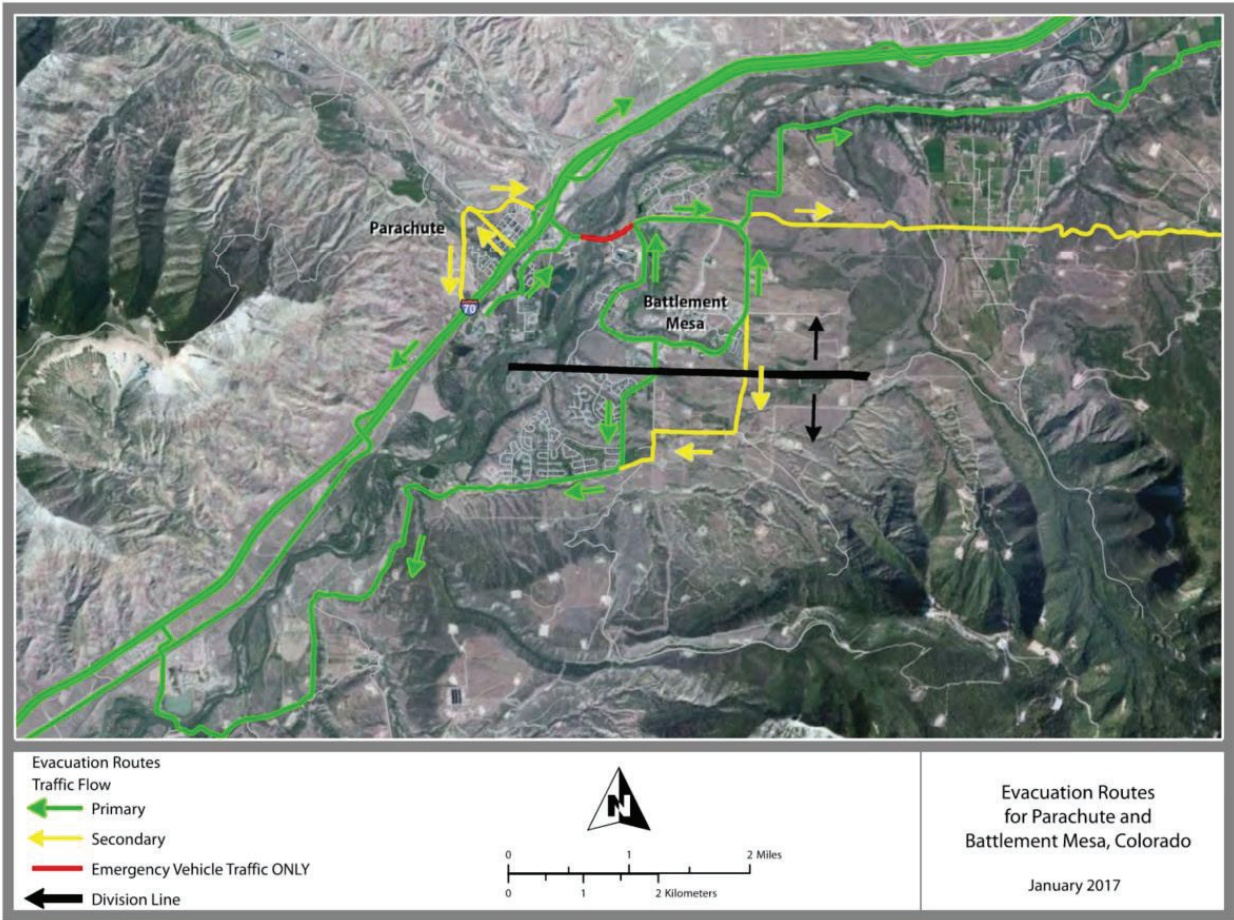 Parachute
70
Battlement
Mesa
Evacuation Routes
Traffic Flow
Primary
Secondary
Emergency Vehicle Traffic ONLY
Division Line
N
0 1 2 Miles
0 1 2 Kilometers
Evacuation Routes
for Parachute and
Battlement Mesa, Colorado
January 2017